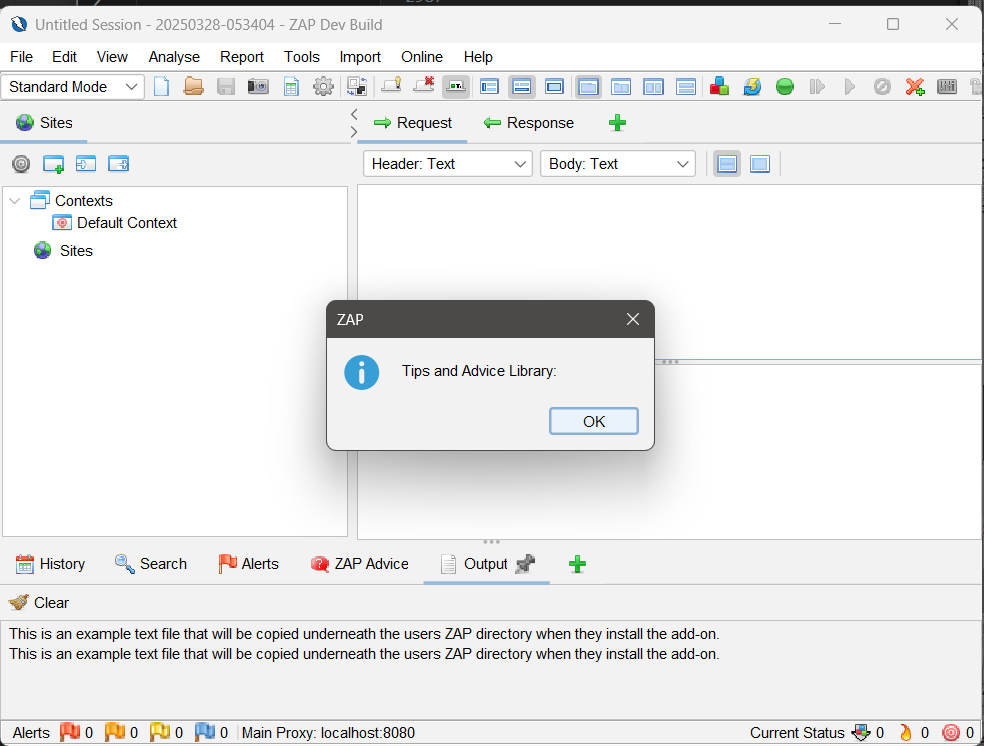 Untitled Session - 20250328-053404 - ZAP Dev Build
File Edit View Analyse Report Tools Import Online Help
Standard Mode
Sites
Request Response
Header: Text Body: Text
Contexts
Default Context
Sites
ZAP
Tips and Advice Library:
OK
History Search Alerts ZAP Advice Output
Clear
This is an example text file that will be copied underneath the users ZAP directory when they install the add-on.
This is an example text file that will be copied underneath the users ZAP directory when they install the add-on.
Alerts 0 0 0 0 Main Proxy: localhost:8080 Current Status 0 0 0